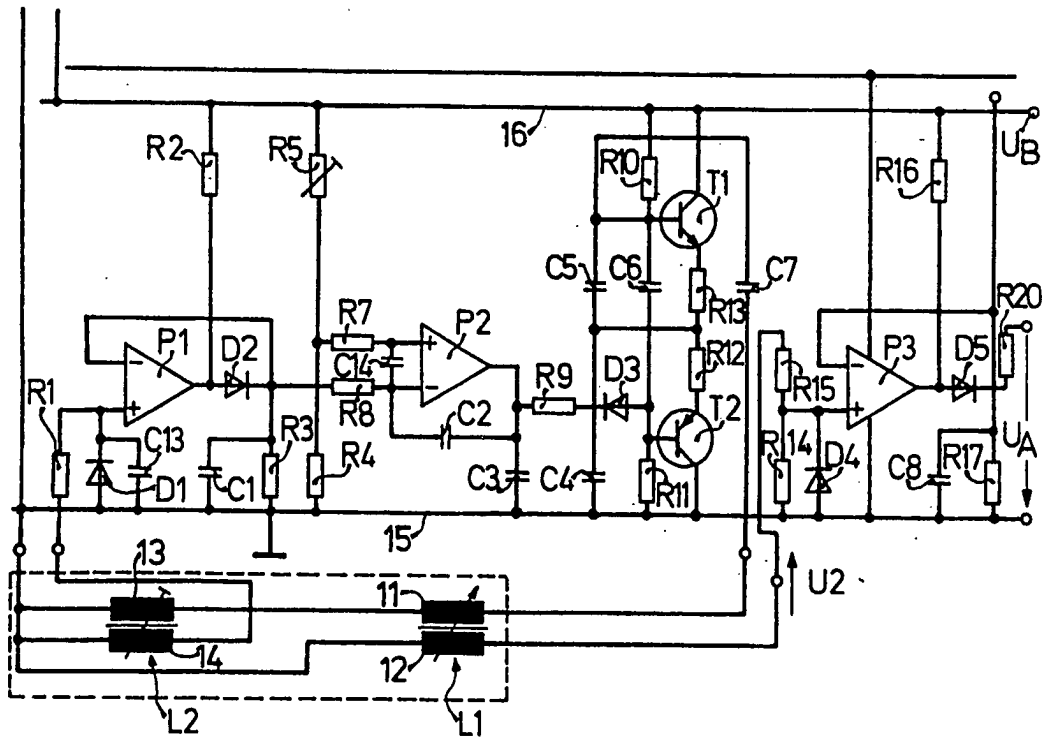 16
U_B
R2
R5
R10
T1
R16
C5
C6
R13
C7
R20
R7
P2
P1
D2
C14
R12
R15
P3
D5
R1
R8
R9
D3
T2
C2
R14
U_A
C13
D1
C1
R3
R4
C3
C4
R11
D4
C8
R17
15
13
11
U2
14
12
L2
L1